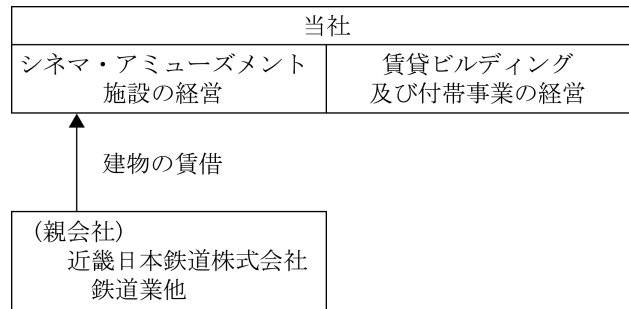 当社
シネマ・アミューズメント
施設の経営
賃貸ビルディング
及び付帯事業の経営
建物の賃借
(親会社)
近畿日本鉄道株式会社
鉄道業他